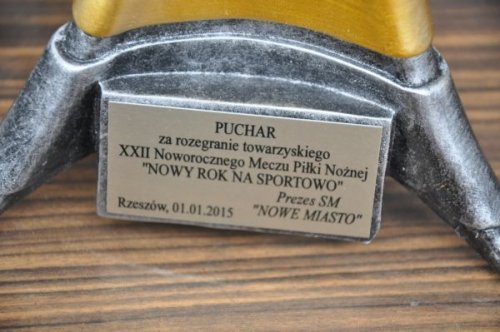 PUCHAR
za rozegranie towarzyskiego
XXII Noworocznego Meczu Piłki Nożnej
"NOWY ROK NA SPORTOWO"
Prezes SM
Rzeszów, 01.01.2015 "NOWE MIASTO"